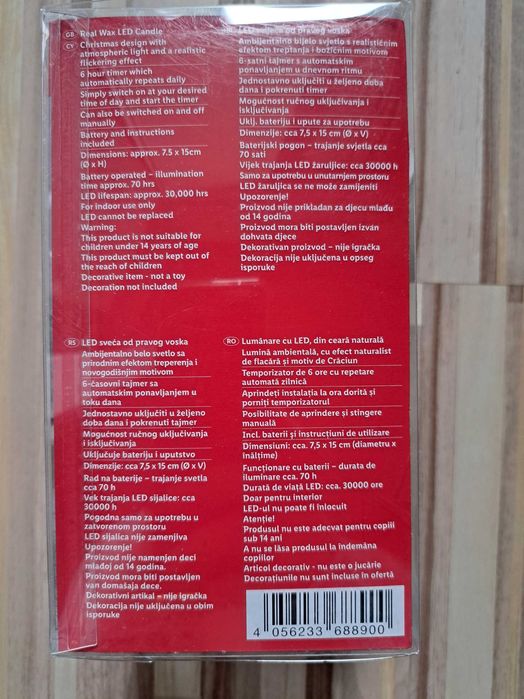 GB Real Wax LED Candle
CY Christmas design with
atmospheric light and a realistic
flickering effect
6 hour timer which
automatically repeats daily
Simply switch on at your desired
time of day and start the timer
Can also be switched on and off
manually
Battery and instructions
included
Dimensions: approx. 7.5 x 15cm
(Ø x H)
Battery operated – illumination
time approx. 70 hrs
LED lifespan: approx. 30,000 hrs
For indoor use only
LED cannot be replaced
Warning:
This product is not suitable for
children under 14 years of age
This product must be kept out of
the reach of children
Decorative item - not a toy
Decoration not included
LED svijeća od pravog voska
Ambijentalno bijelo svjetlo s realističnim
efektom treptanja i božićnim motivom
6-satni tajmer s automatskim
ponavljanjem u dnevnom ritmu
Jednostavno uključiti u željeno doba
dana i pokrenuti timer
Mogućnost ručnog uključivanja i
isključivanja
Uklj. bateriju i upute za upotrebu
Dimenzije: cca 7,5 x 15 cm (Ø x V)
Baterijski pogon – trajanje svjetla cca
70 sati
Vijek trajanja LED žaruljice: cca 30000 h
Samo za upotrebu u unutarnjem prostoru
LED žaruljica se ne može zamijeniti
Upozorenje!
Proizvod nije prikladan za djecu mlađu
od 14 godina
Proizvod mora biti postavljen izvan
dohvata djece
Dekorativan proizvod – nije igračka
Dekoracija nije uključena u opseg
isporuke
RS LED sveća od pravog voska
Ambijentalno belo svetlo sa
prirodnim efektom treperenja i
novogodišnjim motivom
6-časovni tajmer sa
automatskim ponavljanjem u
toku dana
Jednostavno uključiti u željeno
doba dana i pokrenuti tajmer
Mogućnost ručnog uključivanja
i isključivanja
Uključuje bateriju i uputstvo
Dimenzije: cca 7,5 x 15 cm (Ø x V)
Rad na baterije – trajanje svetla
cca 70 h
Vek trajanja LED sijalice: cca
30000 h
Pogodna samo za upotrebu u
zatvorenom prostoru
LED sijalica nije zamenjiva
Upozorenje!
Proizvod nije namenjen deci
mlađoj od 14 godina.
Proizvod mora biti postavljen
van domašaja dece.
Dekorativni artikal – nije igračka
Dekoracija nije uključena u obim
isporuke
RO Lumânare cu LED, din ceară naturală
Lumină ambientală, cu efect naturalist
de flacără și motiv de Crăciun
Temporizator de 6 ore cu repetare
automată zilnică
Aprindeți instalația la ora dorită și
porniți temporizatorul
Posibilitate de aprindere și stingere
manuală
Incl. baterii și instrucțiuni de utilizare
Dimensiuni: cca. 7,5 x 15 cm (diametru x
înălțime)
Funcționare cu baterii – durata de
iluminare cca. 70 h
Durată de viață LED: cca. 30000 ore
Doar pentru interior
LED-ul nu poate fi înlocuit
Atenție!
Produsul nu este adecvat pentru copiii
sub 14 ani
A nu se lăsa produsul la îndemâna
copiilor
Articol decorativ - nu este o jucărie
Decorațiunile nu sunt incluse în ofertă
4 056233 688900